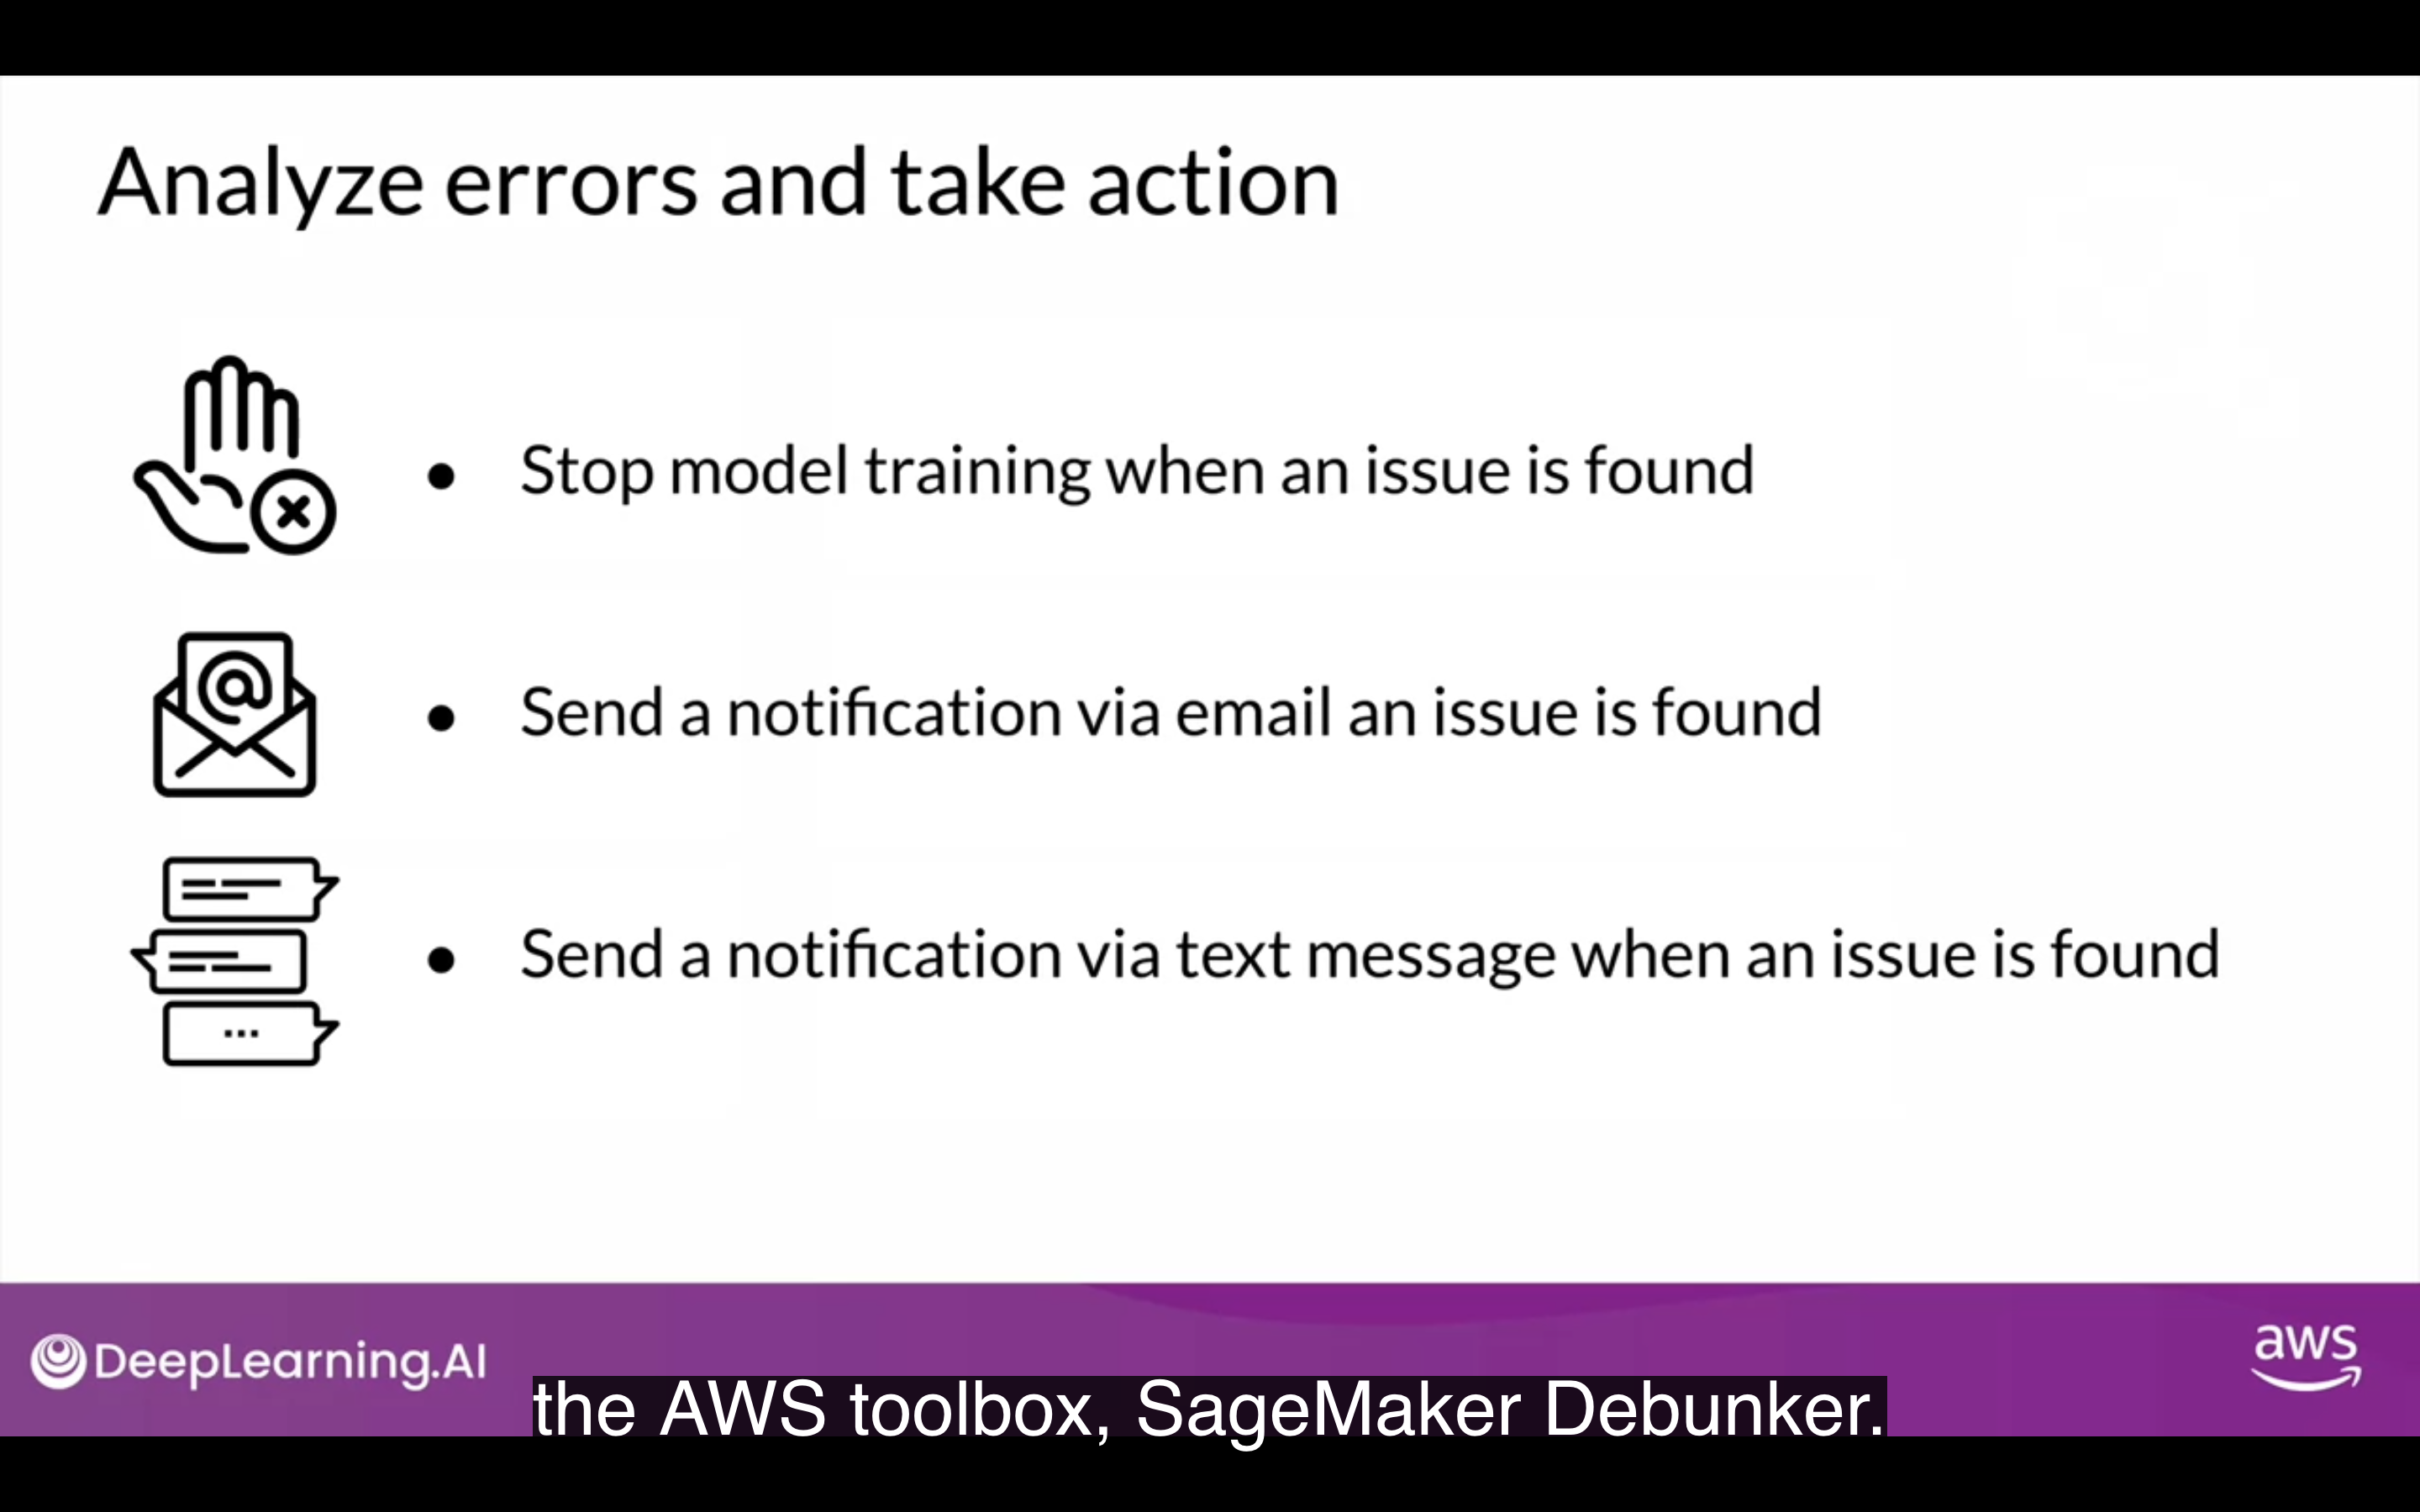 Analyze errors and take action
• Stop model training when an issue is found
• Send a notification via email an issue is found
• Send a notification via text message when an issue is found
DeepLearning.AI
aws
the AWS toolbox, SageMaker Debunker.